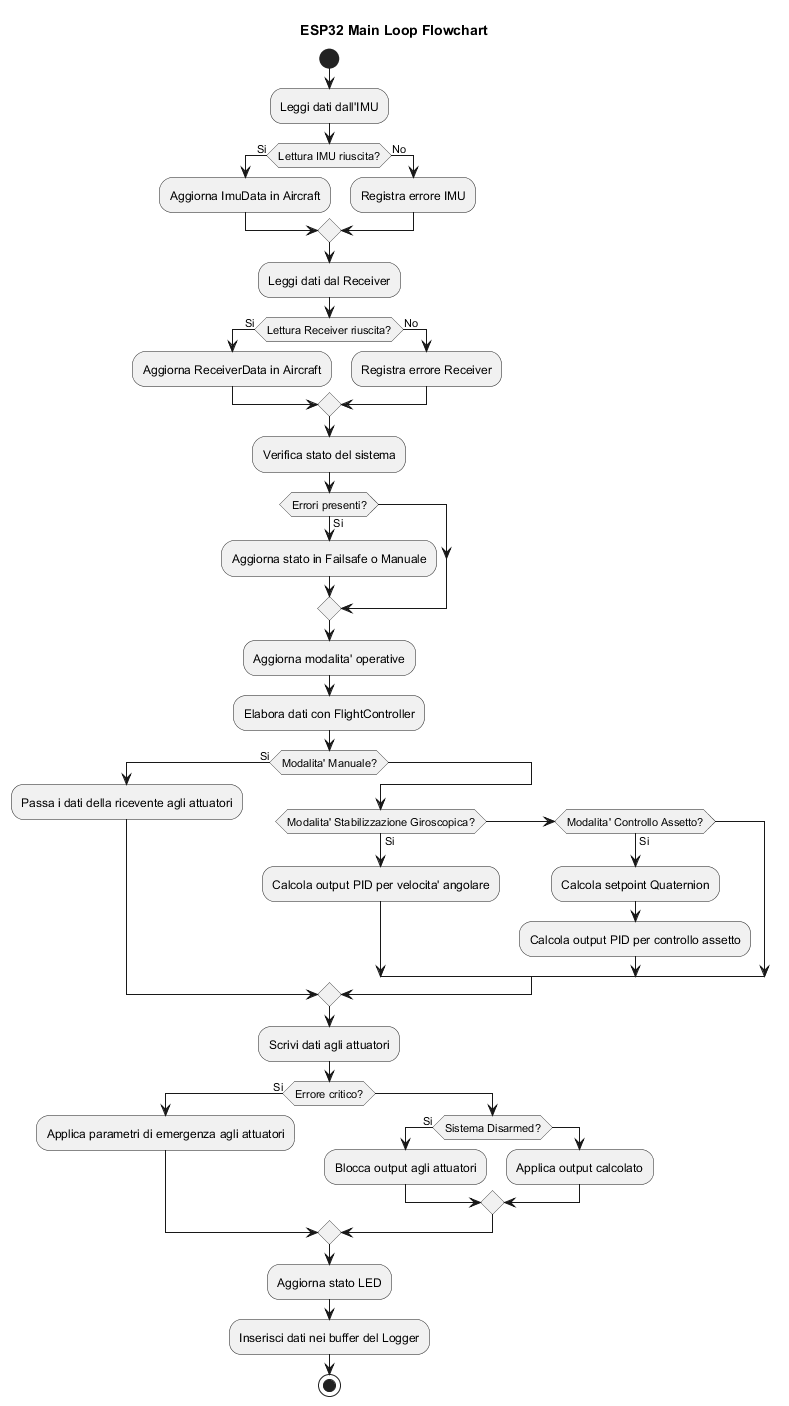 ESP32 Main Loop Flowchart
Leggi dati dall'IMU
Si
Lettura IMU riuscita?
No
Aggiorna ImuData in Aircraft
Registra errore IMU
Leggi dati dal Receiver
Si
Lettura Receiver riuscita?
No
Aggiorna ReceiverData in Aircraft
Registra errore Receiver
Verifica stato del sistema
Errori presenti?
Si
Aggiorna stato in Failsafe o Manuale
Aggiorna modalita' operative
Elabora dati con FlightController
Si
Modalita' Manuale?
Passa i dati della ricevente agli attuatori
Modalita' Stabilizzazione Giroscopica?
Modalita' Controllo Assetto?
Si
Si
Calcola output PID per velocita' angolare
Calcola setpoint Quaternion
Calcola output PID per controllo assetto
Scrivi dati agli attuatori
Si
Errore critico?
Applica parametri di emergenza agli attuatori
Si
Sistema Disarmed?
Blocca output agli attuatori
Applica output calcolato
Aggiorna stato LED
Inserisci dati nei buffer del Logger